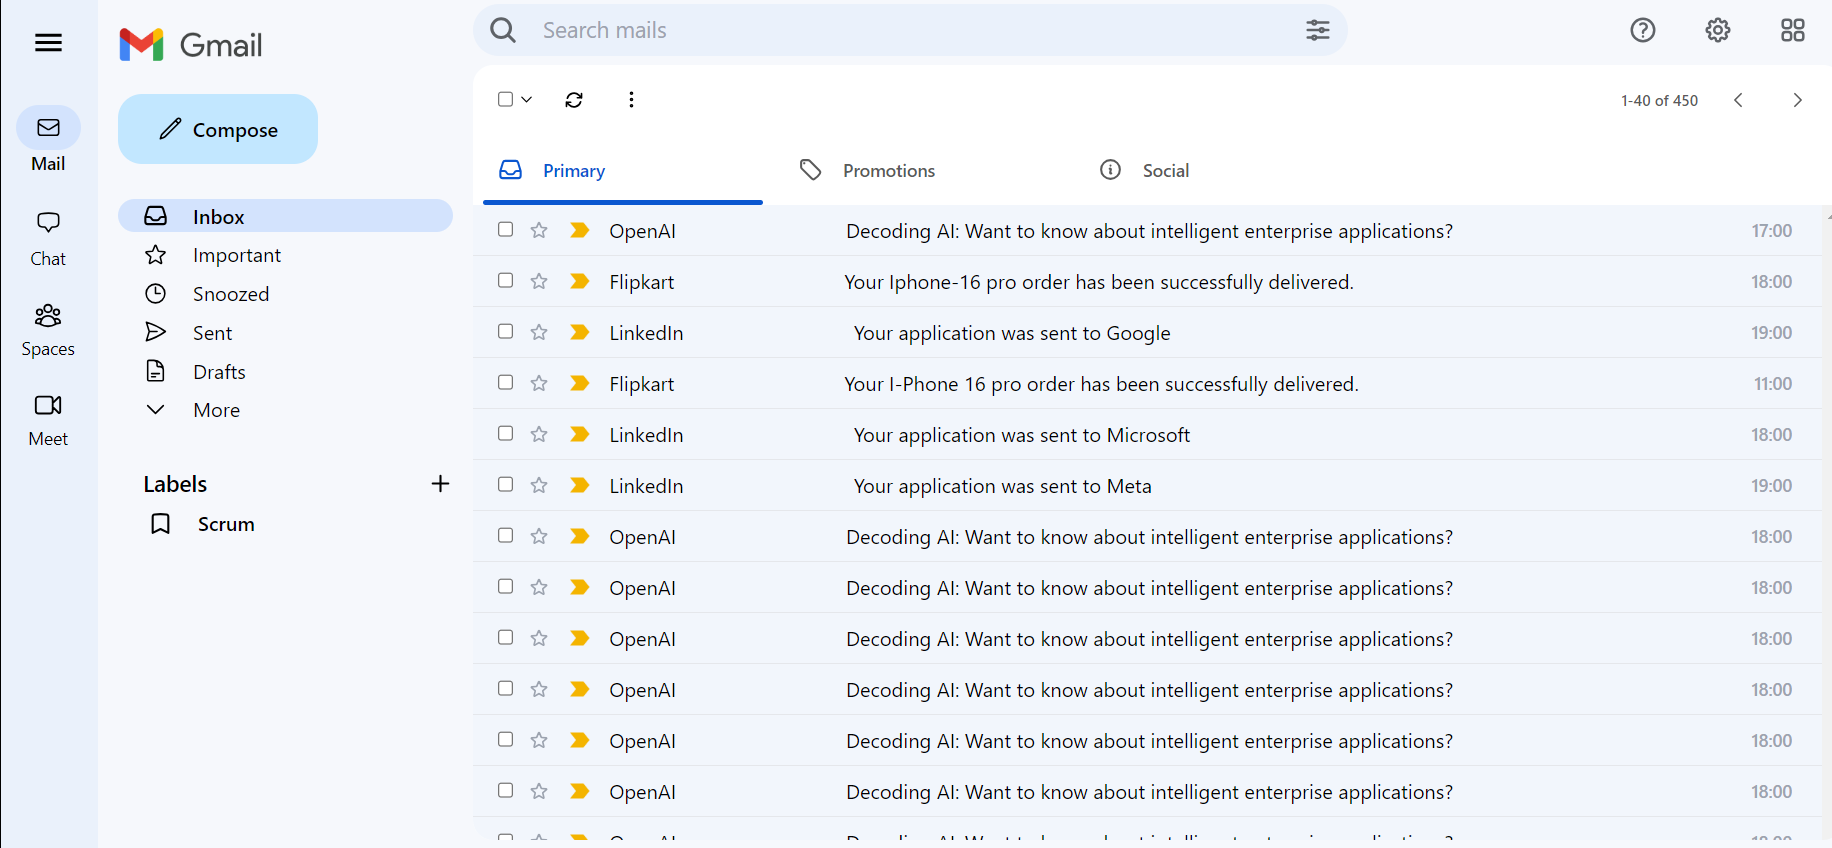 Gmail
Search mails
Compose
Mail
Chat
Spaces
Meet
Inbox
Important
Snoozed
Sent
Drafts
More
Labels
Scrum
1-40 of 450
Primary Promotions Social
OpenAI Decoding AI: Want to know about intelligent enterprise applications? 17:00
Flipkart Your Iphone-16 pro order has been successfully delivered. 18:00
LinkedIn Your application was sent to Google 19:00
Flipkart Your I-Phone 16 pro order has been successfully delivered. 11:00
LinkedIn Your application was sent to Microsoft 18:00
LinkedIn Your application was sent to Meta 19:00
OpenAI Decoding AI: Want to know about intelligent enterprise applications? 18:00
OpenAI Decoding AI: Want to know about intelligent enterprise applications? 18:00
OpenAI Decoding AI: Want to know about intelligent enterprise applications? 18:00
OpenAI Decoding AI: Want to know about intelligent enterprise applications? 18:00
OpenAI Decoding AI: Want to know about intelligent enterprise applications? 18:00
OpenAI Decoding AI: Want to know about intelligent enterprise applications? 18:00